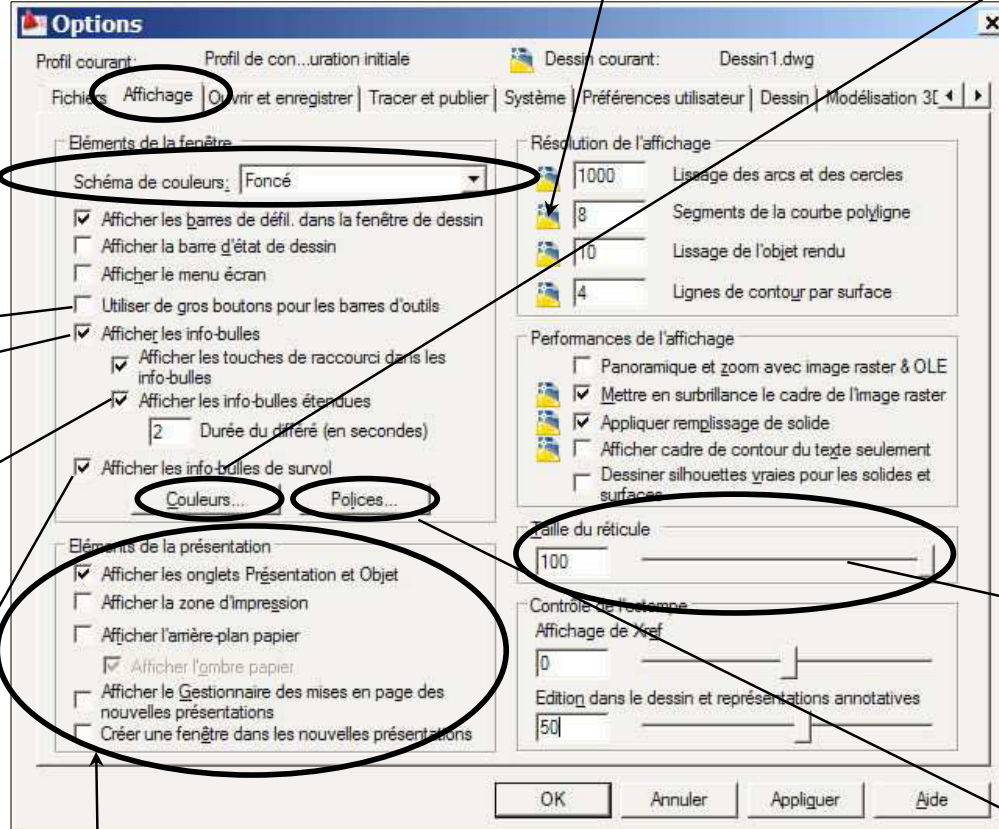 Options
Profil courant: Profil de con...uration initiale Dessin courant: Dessin1.dwg
Fichiers Affichage Ouvrir et enregistrer Tracer et publier Système Préférences utilisateur Dessin Modélisation 3D
Eléments de la fenêtre
Schéma de couleurs: Foncé
Afficher les barres de défil. dans la fenêtre de dessin
Afficher la barre d'état de dessin
Afficher le menu écran
Utiliser de gros boutons pour les barres d'outils
Afficher les info-bulles
Afficher les touches de raccourci dans les
info-bulles
Afficher les info-bulles étendues
2 Durée du différé (en secondes)
Afficher les info-bulles de survol
Couleurs... Polices...
Eléments de la présentation
Afficher les onglets Présentation et Objet
Afficher la zone d'impression
Afficher l'arrière-plan papier
Afficher l'ombre papier
Afficher le Gestionnaire des mises en page des
nouvelles présentations
Créer une fenêtre dans les nouvelles présentations
Résolution de l'affichage
1000 Lissage des arcs et des cercles
8 Segments de la courbe polyligne
10 Lissage de l'objet rendu
4 Lignes de contour par surface
Performances de l'affichage
Panoramique et zoom avec image raster & OLE
Mettre en surbrillance le cadre de l'image raster
Appliquer remplissage de solide
Afficher cadre de contour du texte seulement
Dessiner silhouettes vraies pour les solides et
surfaces
Taille du réticule
100
Contrôle de l'estompe
Affichage de Xref
0
Edition dans le dessin et représentations annotatives
50
OK Annuler Appliquer Aide